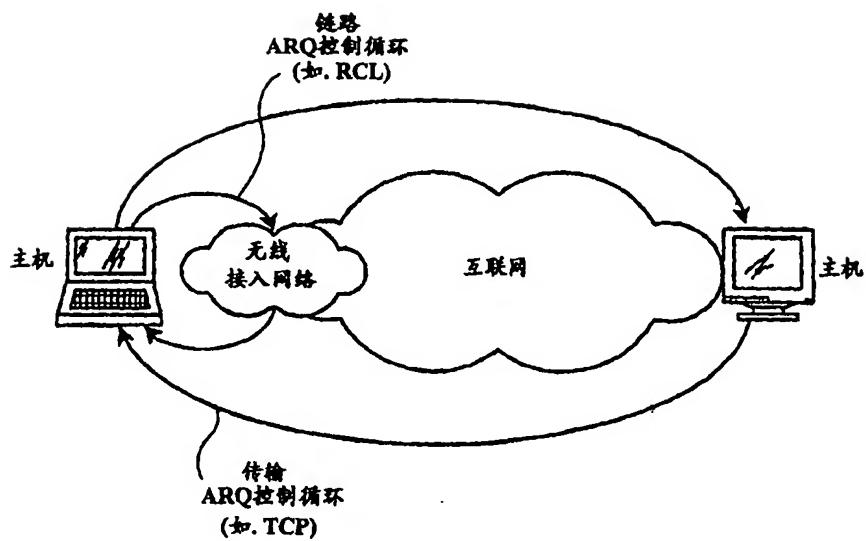 链路
ARQ控制循环
(如. RCL)
主机
无线
接入网络
互联网
主机
传输
ARQ控制循环
(如. TCP)